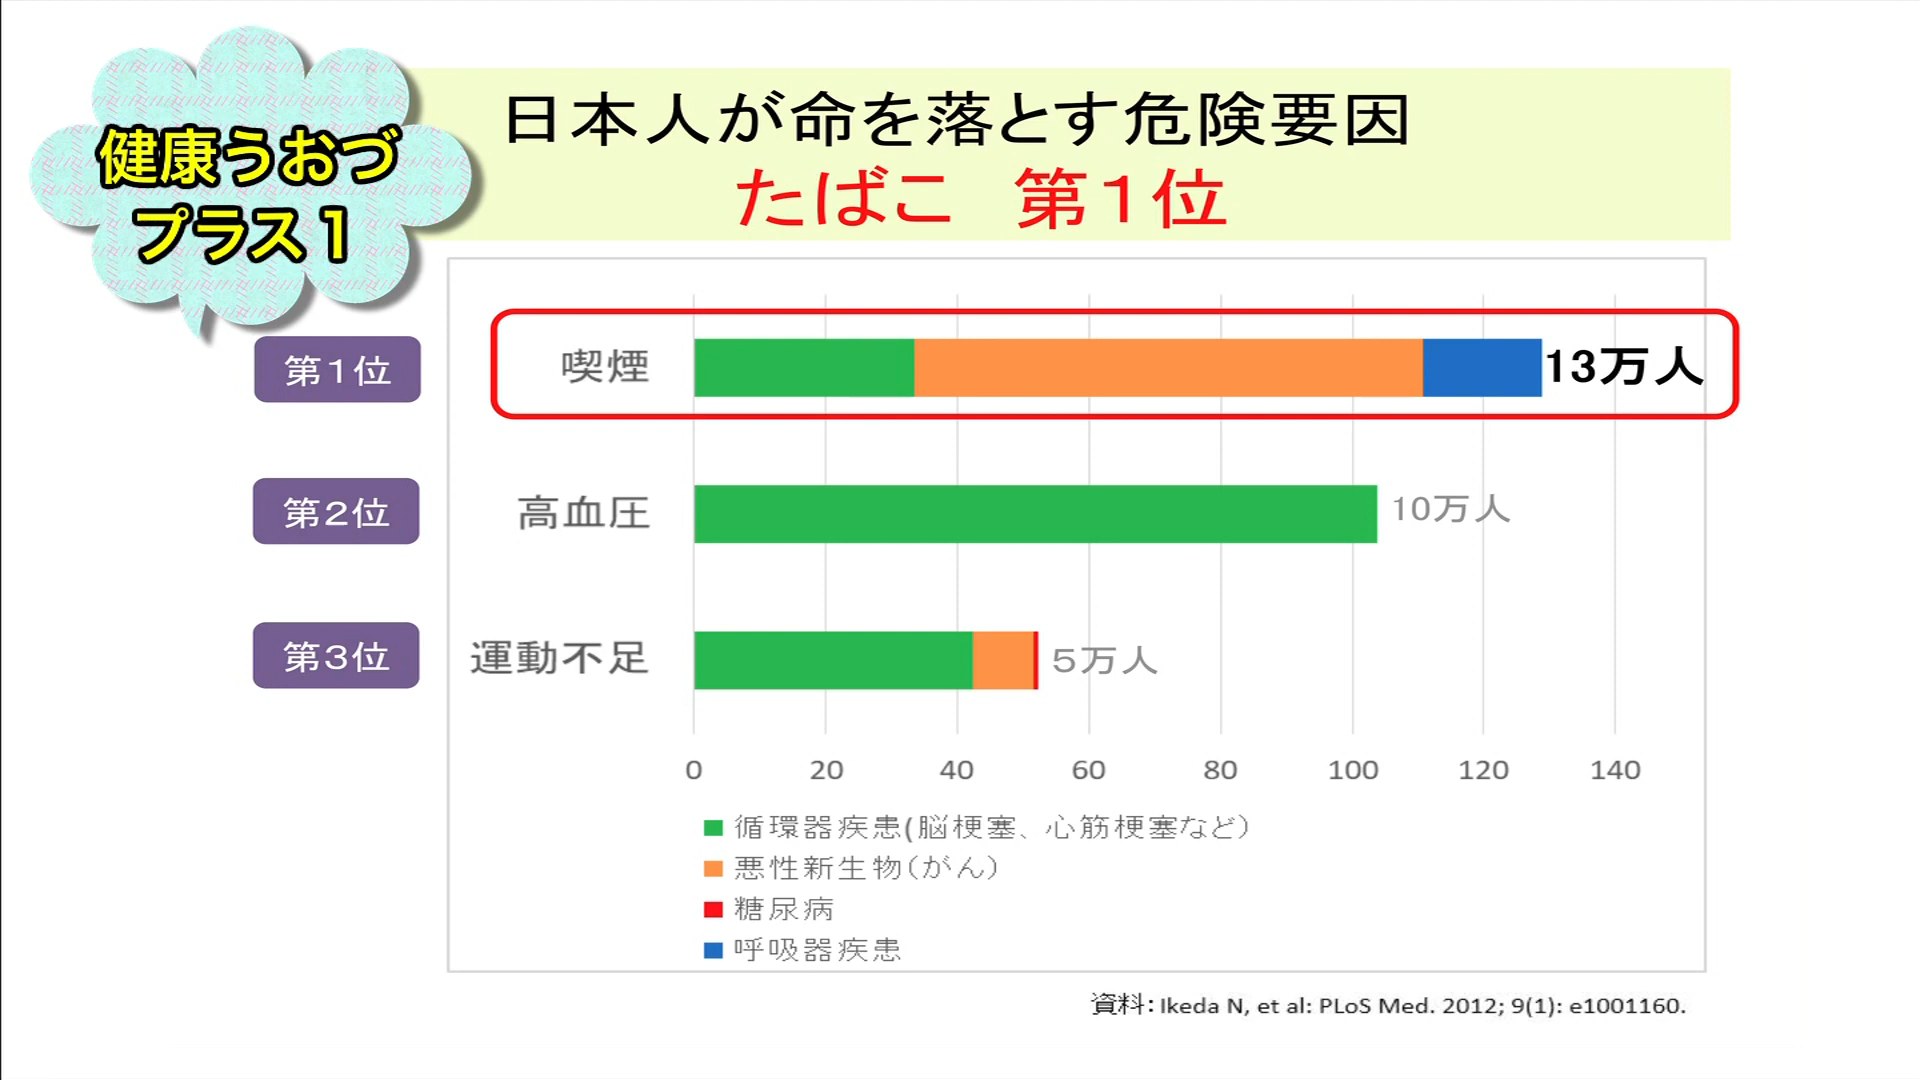 健康うおづ
プラス1
日本人が命を落とす危険要因
たばこ　第1位
第1位
喫煙
13万人
第2位
高血圧
10万人
第3位
運動不足
5万人
0 20 40 60 80 100 120 140
循環器疾患(脳梗塞、心筋梗塞など)
悪性新生物(がん)
糖尿病
呼吸器疾患
資料: Ikeda N, et al: PLoS Med. 2012; 9(1): e1001160.